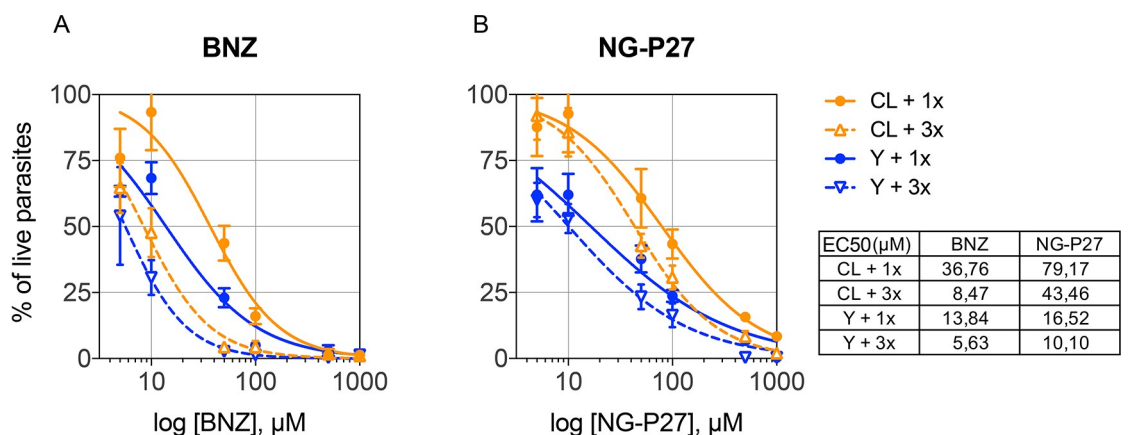 A
BNZ
100
75
50
25
0
% of live parasites
10
100
1000
log [BNZ], µM
B
NG-P27
100
75
50
25
0
10
100
1000
log [NG-P27], µM
CL + 1x
CL + 3x
Y + 1x
Y + 3x
EC50(µM) BNZ NG-P27
CL + 1x 36,76 79,17
CL + 3x 8,47 43,46
Y + 1x 13,84 16,52
Y + 3x 5,63 10,10